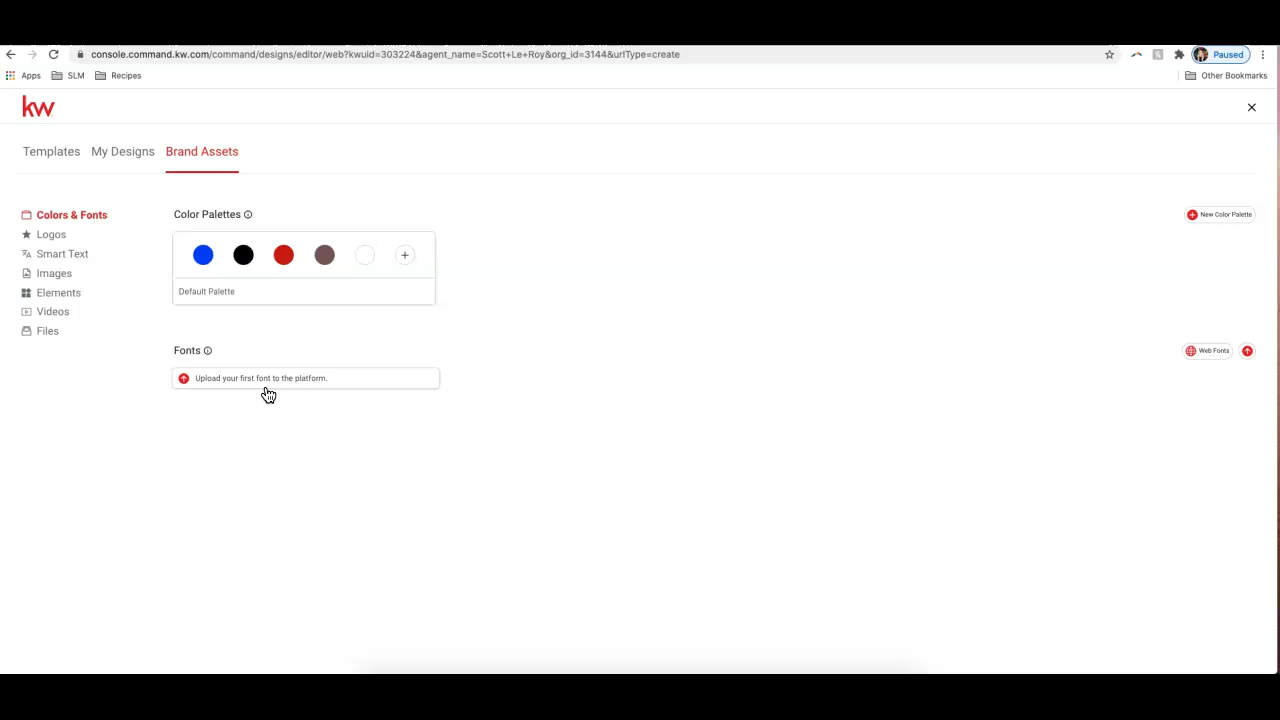 console.command.kw.com/command/designs/editor/web?kwuid=303224&agent_name=Scott+Le+Roy&org_id=3144&urlType=create
Paused
Apps
SLM
Recipes
Other Bookmarks
kw
Templates
My Designs
Brand Assets
Colors & Fonts
Logos
Smart Text
Images
Elements
Videos
Files
Color Palettes
New Color Palette
Default Palette
Fonts
Web Fonts
Upload your first font to the platform.